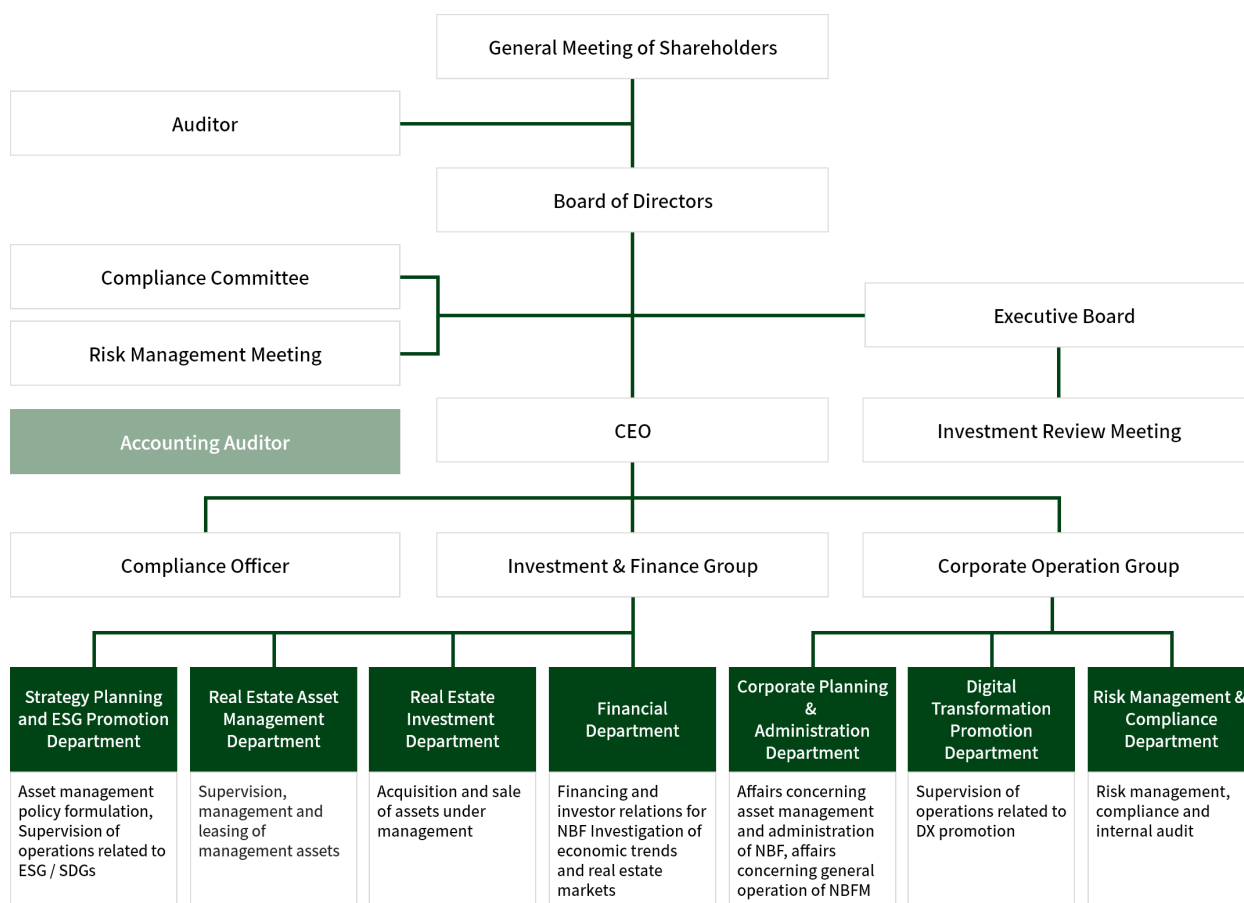 General Meeting of Shareholders
Auditor
Board of Directors
Compliance Committee
Executive Board
Risk Management Meeting
Accounting Auditor
CEO
Investment Review Meeting
Compliance Officer
Investment & Finance Group
Corporate Operation Group
Strategy Planning
and ESG Promotion
Department
Asset management
policy formulation,
Supervision of
operations related to
ESG / SDGs
Real Estate Asset
Management
Department
Supervision,
management and
leasing of
management assets
Real Estate
Investment
Department
Acquisition and sale
of assets under
management
Financial
Department
Financing and
investor relations for
NBF Investigation of
economic trends
and real estate
markets
Corporate Planning
&
Administration
Department
Affairs concerning
asset management
and administration
of NBF, affairs
concerning general
operation of NBFM
Digital
Transformation
Promotion
Department
Supervision of
operations related to
DX promotion
Risk Management &
Compliance
Department
Risk management,
compliance and
internal audit